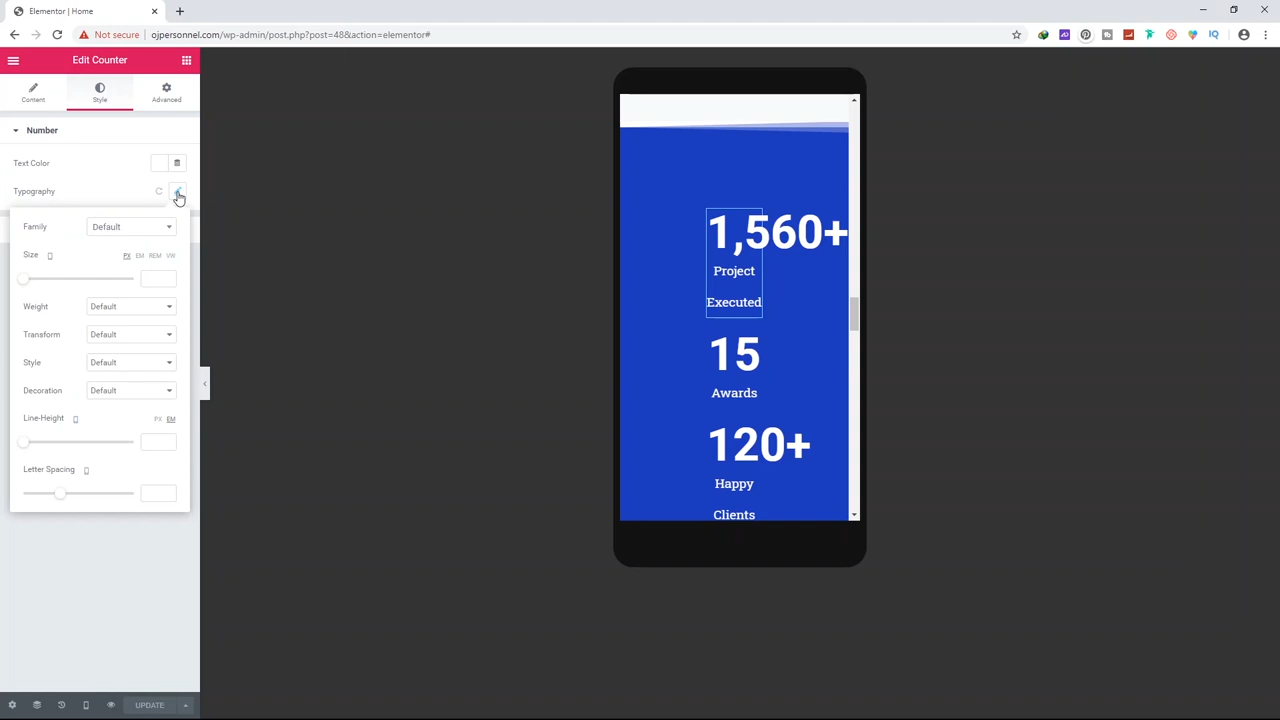 Elementor | Home
Not secure
ojpersonnel.com/wp-admin/post.php?post=48&action=elementor#
Edit Counter
Content
Style
Advanced
Number
Text Color
Typography
Family
Default
Size
PX EM REM VW
Weight
Default
Transform
Default
Style
Default
Decoration
Default
Line-Height
PX EM
Letter Spacing
UPDATE
1,560+
Project
Executed
15
Awards
120+
Happy
Clients